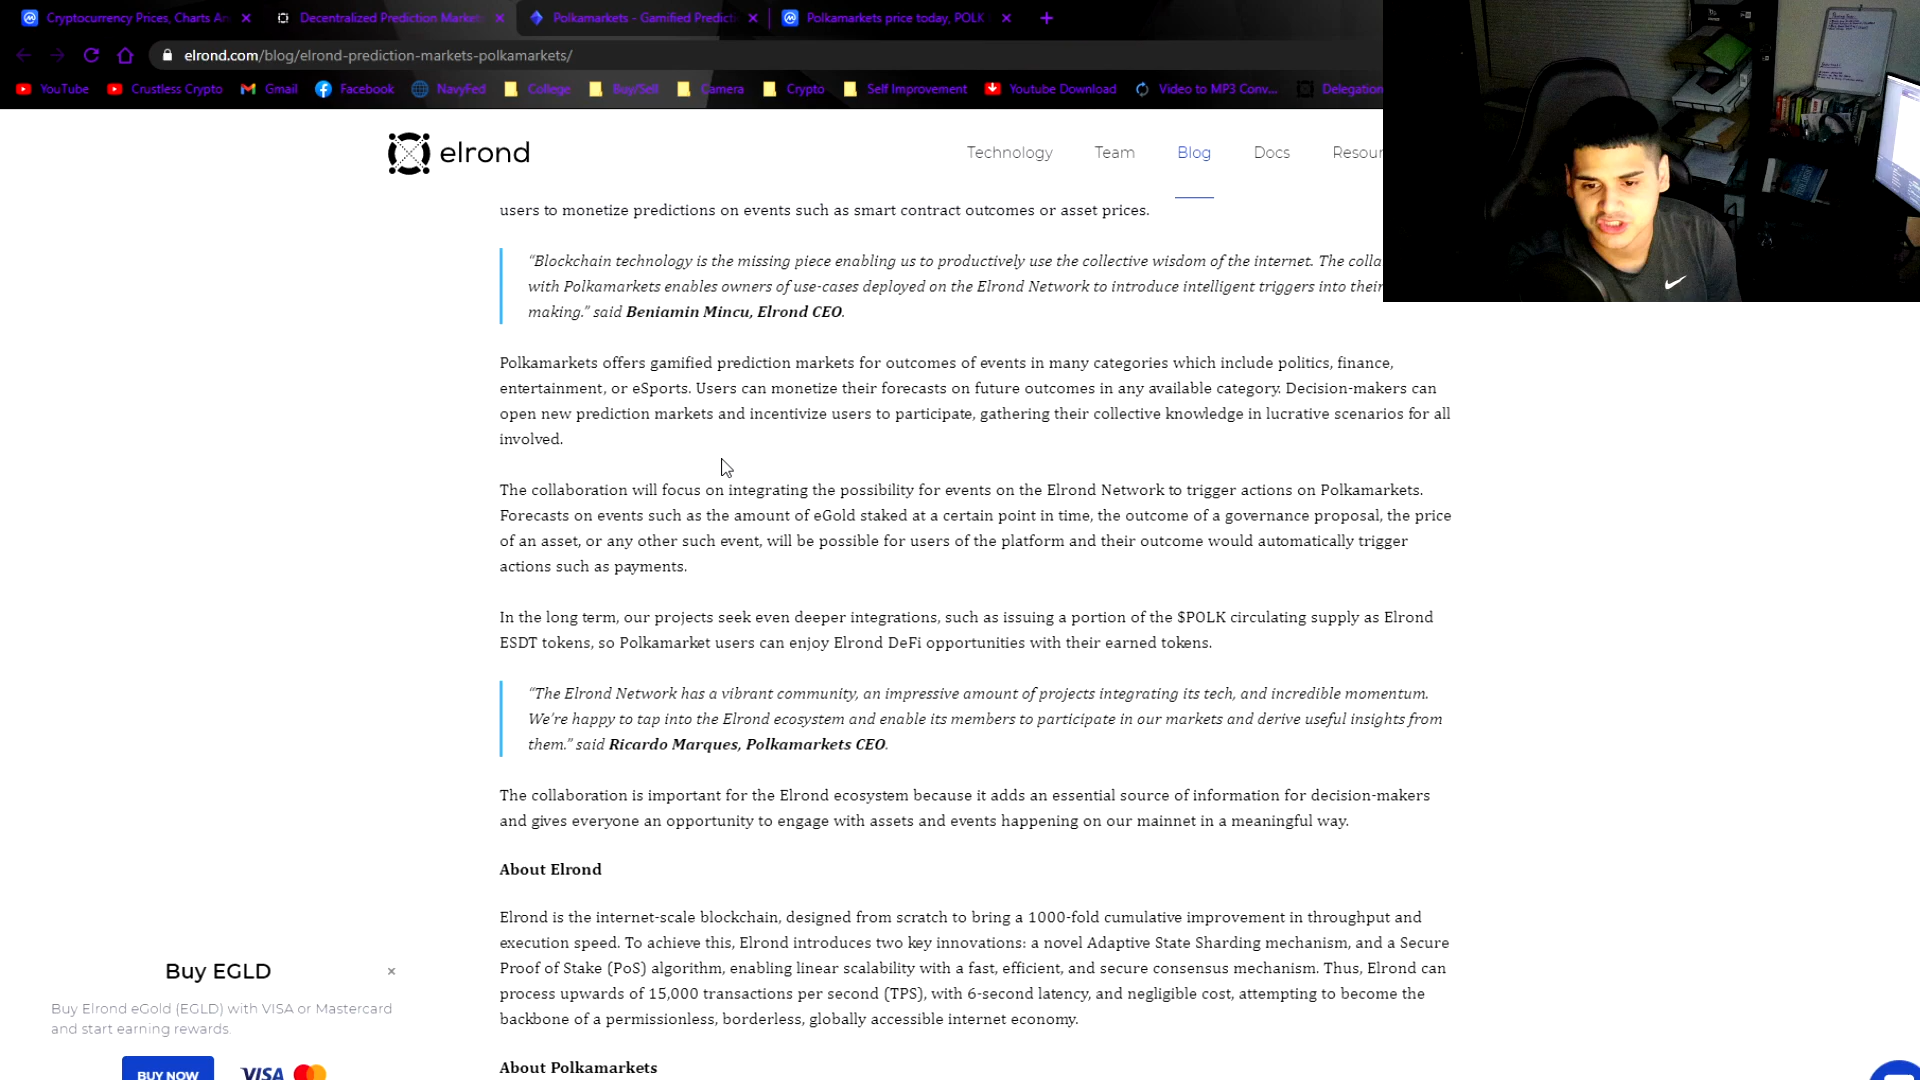 Cryptocurrency Prices, Charts An
Decentralized Prediction Market
Polkamarkets - Gamified Predicti
Polkamarkets price today, POLK
elrond.com/blog/elrond-prediction-markets-polkamarkets/
YouTube
Crustless Crypto
Gmail
Facebook
NavyFed
College
Buy/Sell
Camera
Crypto
Self Improvement
Youtube Download
Video to MP3 Conv...
Delegation
elrond
Technology
Team
Blog
Docs
Resour
users to monetize predictions on events such as smart contract outcomes or asset prices.
“Blockchain technology is the missing piece enabling us to productively use the collective wisdom of the internet. The colla
with Polkamarkets enables owners of use-cases deployed on the Elrond Network to introduce intelligent triggers into their
making.” said Beniamin Mincu, Elrond CEO.
Polkamarkets offers gamified prediction markets for outcomes of events in many categories which include politics, finance,
entertainment, or eSports. Users can monetize their forecasts on future outcomes in any available category. Decision-makers can
open new prediction markets and incentivize users to participate, gathering their collective knowledge in lucrative scenarios for all
involved.
The collaboration will focus on integrating the possibility for events on the Elrond Network to trigger actions on Polkamarkets.
Forecasts on events such as the amount of eGold staked at a certain point in time, the outcome of a governance proposal, the price
of an asset, or any other such event, will be possible for users of the platform and their outcome would automatically trigger
actions such as payments.
In the long term, our projects seek even deeper integrations, such as issuing a portion of the $POLK circulating supply as Elrond
ESDT tokens, so Polkamarket users can enjoy Elrond DeFi opportunities with their earned tokens.
“The Elrond Network has a vibrant community, an impressive amount of projects integrating its tech, and incredible momentum.
We’re happy to tap into the Elrond ecosystem and enable its members to participate in our markets and derive useful insights from
them.” said Ricardo Marques, Polkamarkets CEO.
The collaboration is important for the Elrond ecosystem because it adds an essential source of information for decision-makers
and gives everyone an opportunity to engage with assets and events happening on our mainnet in a meaningful way.
About Elrond
Elrond is the internet-scale blockchain, designed from scratch to bring a 1000-fold cumulative improvement in throughput and
execution speed. To achieve this, Elrond introduces two key innovations: a novel Adaptive State Sharding mechanism, and a Secure
Proof of Stake (PoS) algorithm, enabling linear scalability with a fast, efficient, and secure consensus mechanism. Thus, Elrond can
process upwards of 15,000 transactions per second (TPS), with 6-second latency, and negligible cost, attempting to become the
backbone of a permissionless, borderless, globally accessible internet economy.
About Polkamarkets
Buy EGLD
Buy Elrond eGold (EGLD) with VISA or Mastercard
and start earning rewards.
BUY NOW
VISA